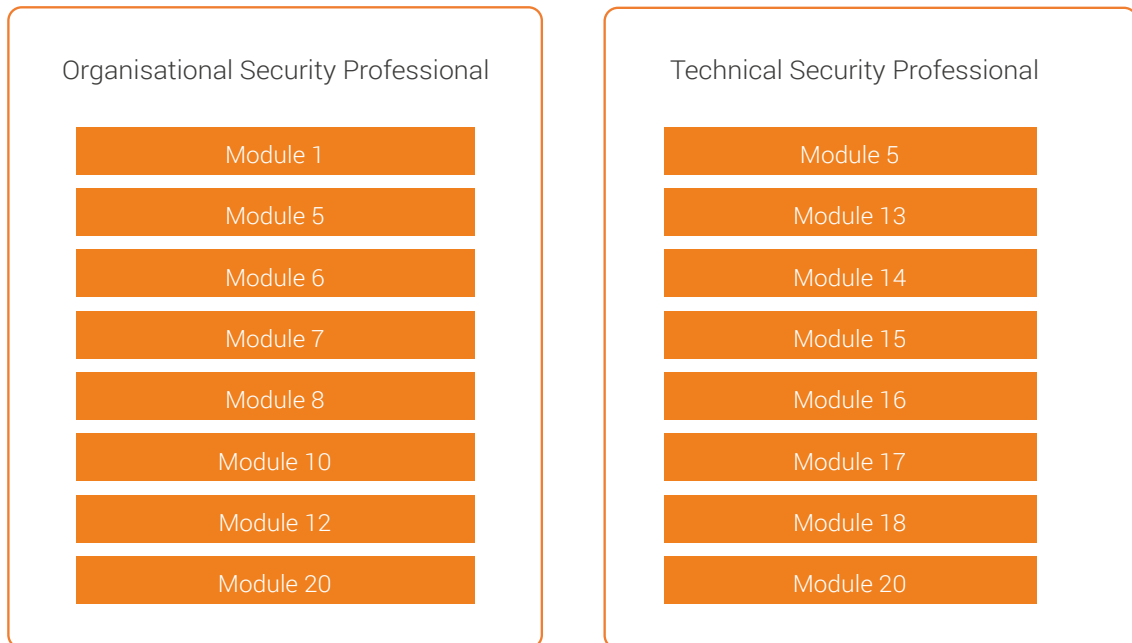 Organisational Security Professional
Module 1
Module 5
Module 6
Module 7
Module 8
Module 10
Module 12
Module 20
Technical Security Professional
Module 5
Module 13
Module 14
Module 15
Module 16
Module 17
Module 18
Module 20